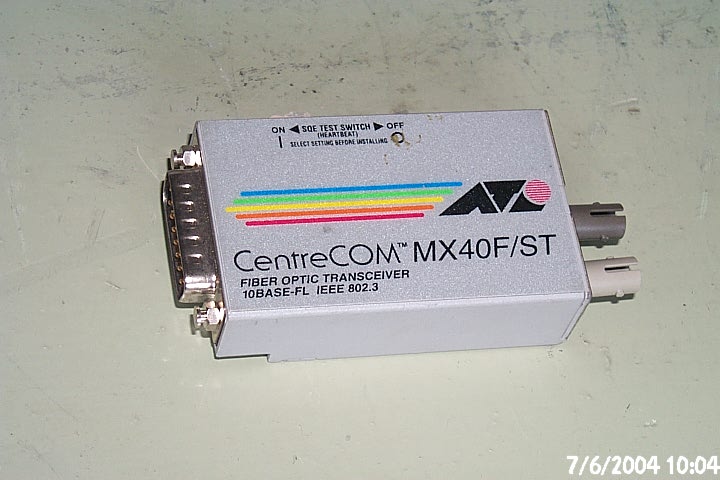 ON ◀ SQE TEST SWITCH ▶ OFF
(HEARTBEAT)
| SELECT SETTING BEFORE INSTALLING O
ATI
CentreCOM™ MX40F/ST
FIBER OPTIC TRANSCEIVER
10BASE-FL IEEE 802.3
7/6/2004 10:04